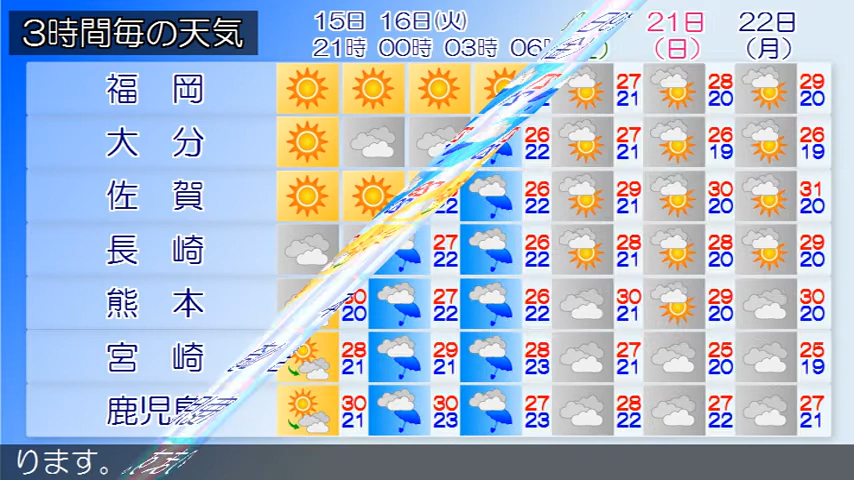 3時間毎の天気
15日 16日(火) 21日 22日
21時 00時 03時 06 (日) (月)
福岡 27 28 29
21 20 20
大分 26 27 26 26
22 21 19 19
佐賀 26 29 30 31
22 22 21 20 20
長崎 27 26 28 28 29
22 22 21 20 20
熊本 30 27 26 30 29 30
20 22 22 21 20 20
宮崎 28 29 28 27 25 25
21 21 23 21 20 19
鹿児島 30 30 27 28 27 27
21 23 23 22 22 21
ります。